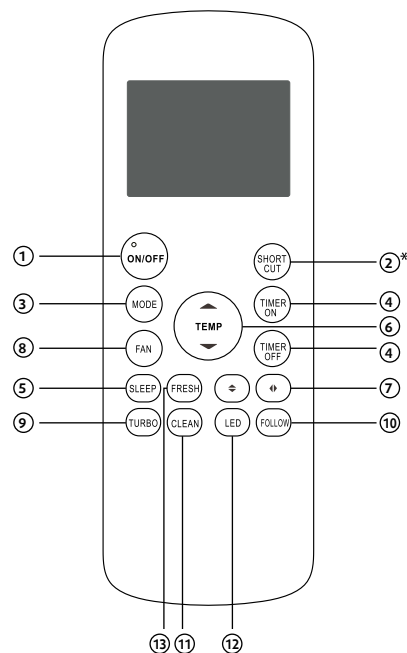 ① ON/OFF SHORT CUT ②*
③ MODE TIMER ON ④
TEMP ⑥
⑧ FAN TIMER OFF ④
⑤ SLEEP FRESH ⑦
⑨ TURBO CLEAN LED FOLLOW ⑩
⑬ ⑪ ⑫